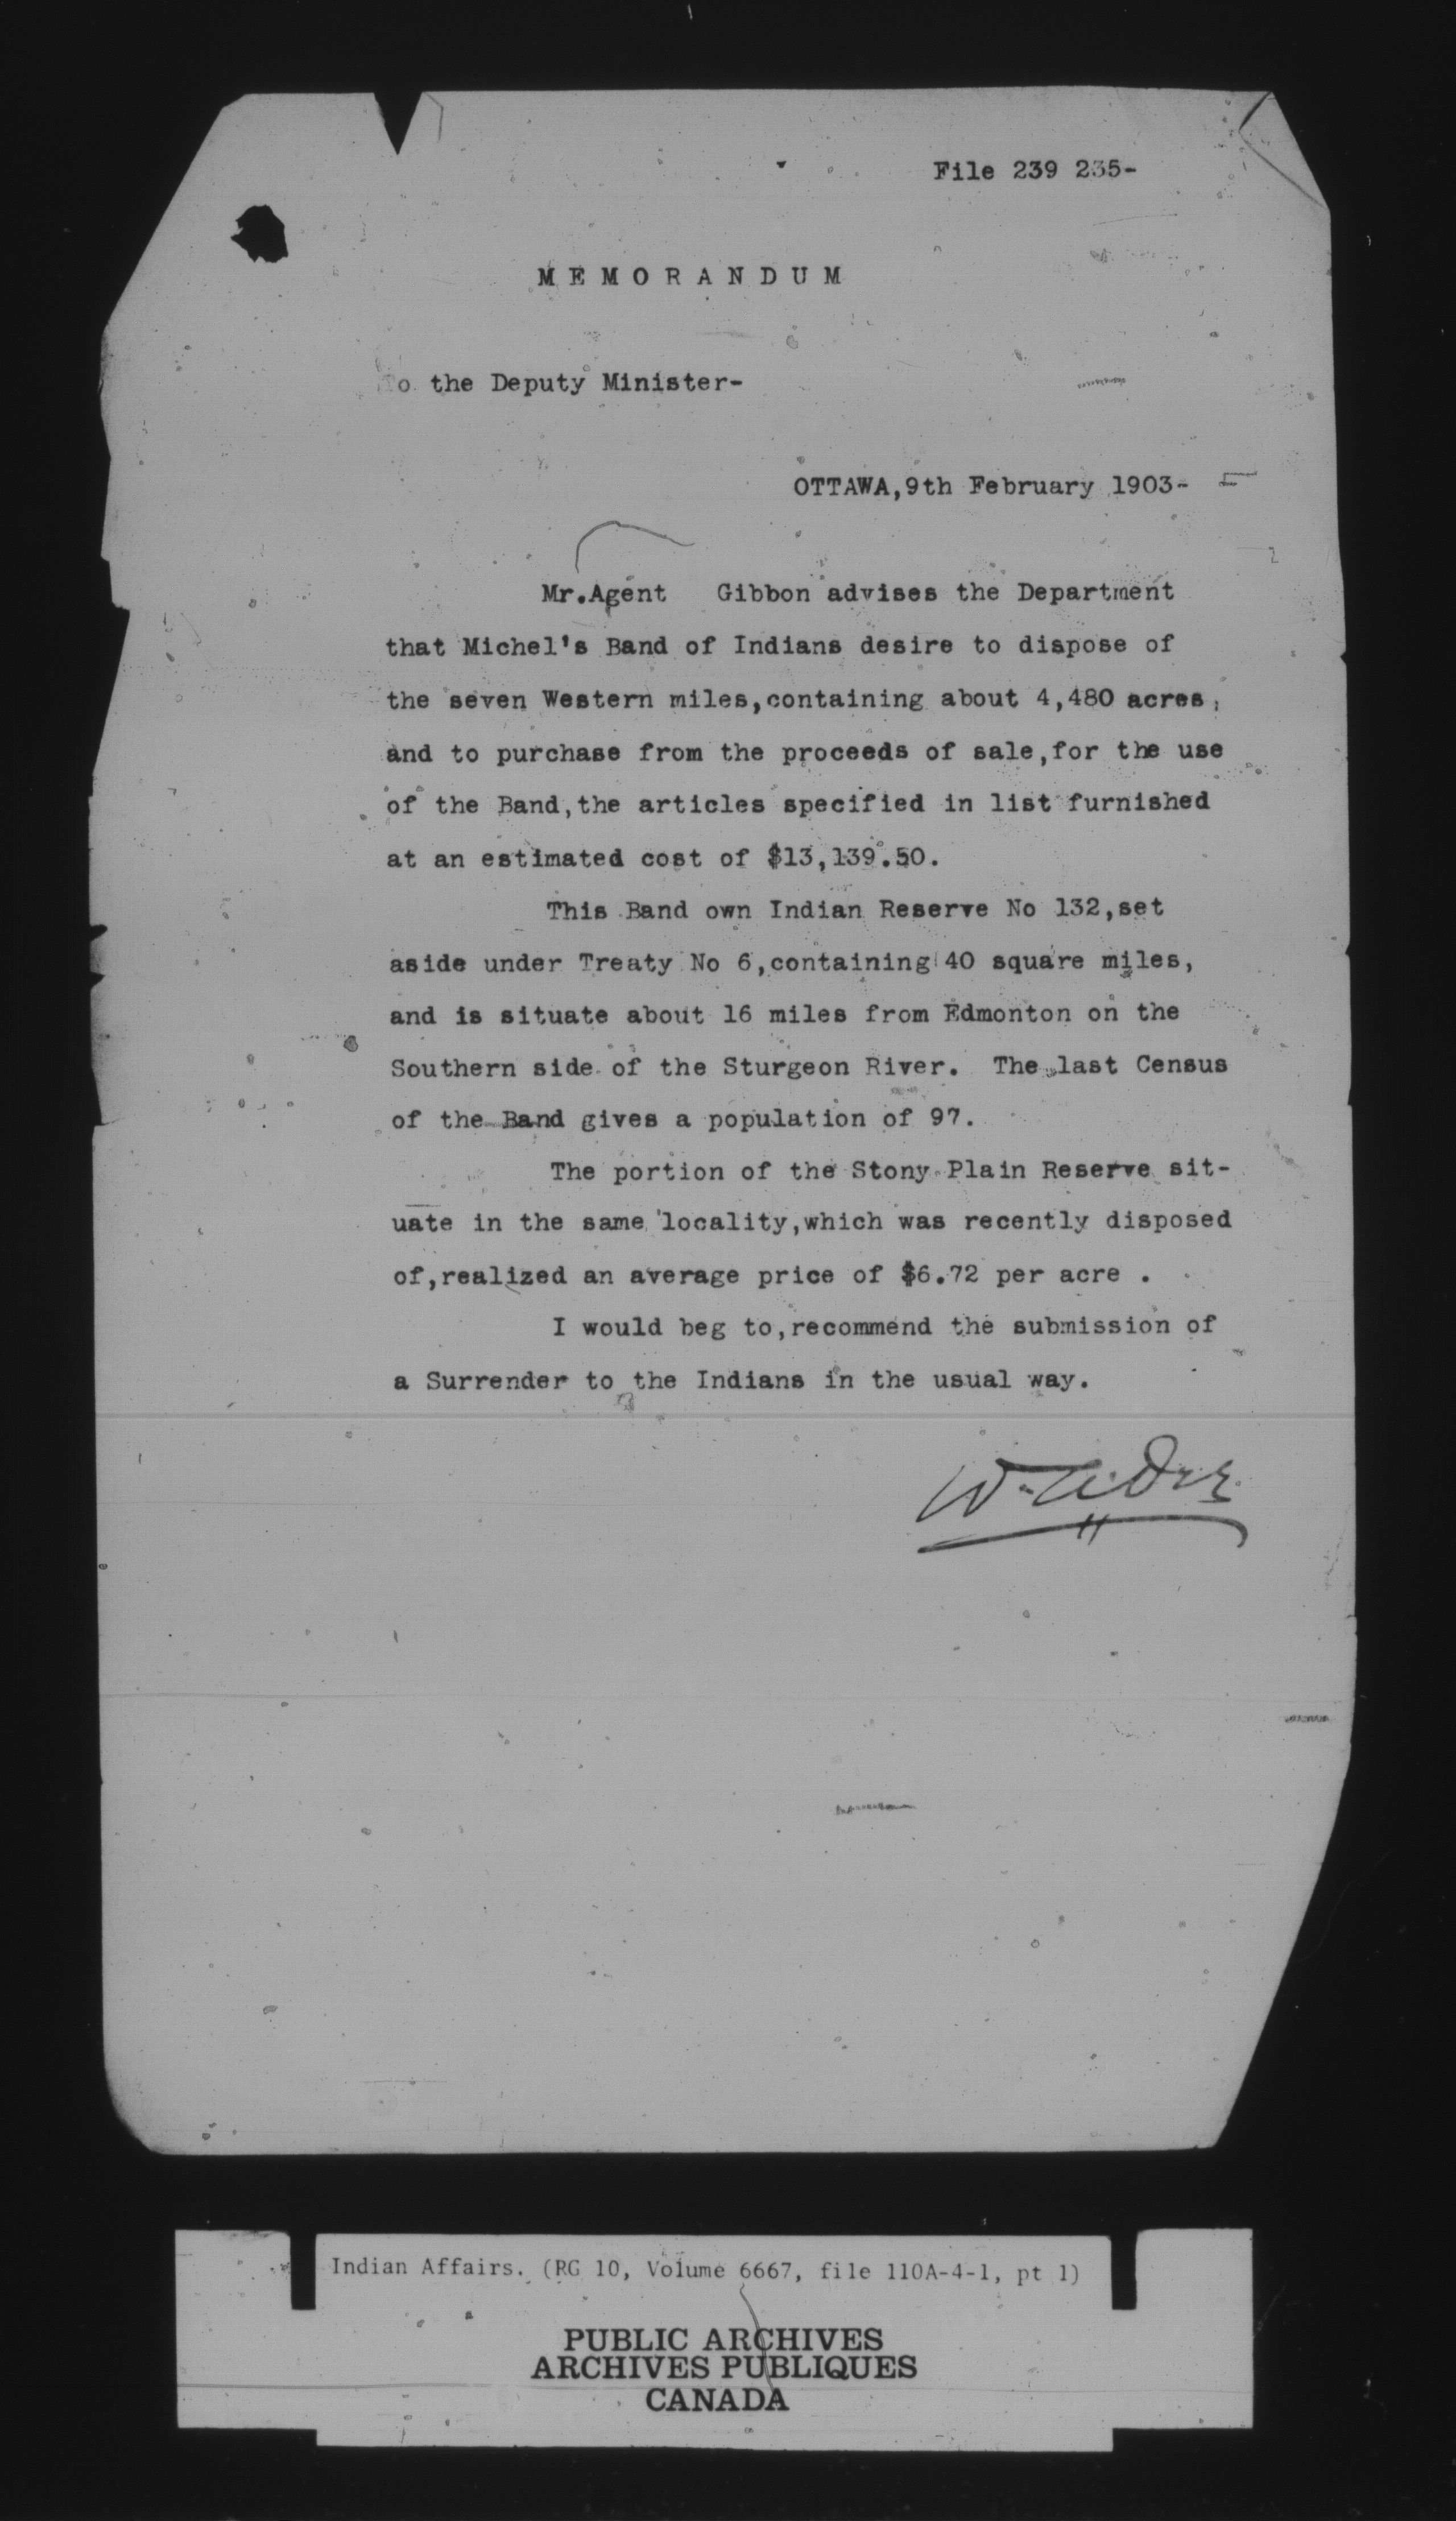 File 239 235-
MEMORANDUM
To the Deputy Minister-
OTTAWA,9th February 1903-
Mr.Agent Gibbon advises the Department
that Michel's Band of Indians desire to dispose of
the seven Western miles,containing about 4,480 acres,
and to purchase from the proceeds of sale,for the use
of the Band,the articles specified in list furnished
at an estimated cost of $13,139.50.
This Band own Indian Reserve No 132,set
aside under Treaty No 6,containing 40 square miles,
and is situate about 16 miles from Edmonton on the
Southern side of the Sturgeon River. The last Census
of the Band gives a population of 97.
The portion of the Stony Plain Reserve sit-
uate in the same locality,which was recently disposed
of,realized an average price of $6.72 per acre .
I would beg to,recommend the submission of
a Surrender to the Indians in the usual way.
W.A.Orr
Indian Affairs. (RG 10, Volume 6667, file 110A-4-1, pt 1)
PUBLIC ARCHIVES
ARCHIVES PUBLIQUES
CANADA